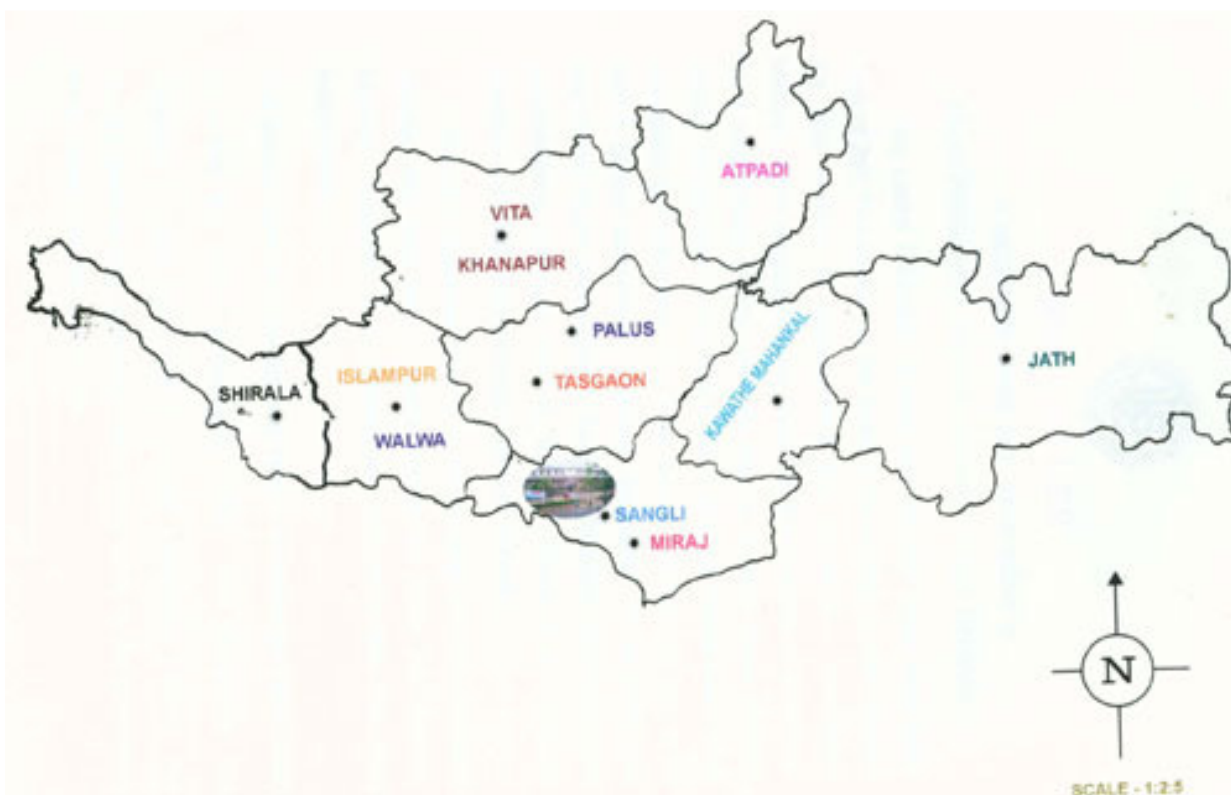 ATPADI
VITA
KHANAPUR
PALUS
TASGAON
KAWATHE MAHANKAL
JATH
ISLAMPUR
WALWA
SHIRALA
SANGLI
MIRAJ
N
SCALE - 1:2:5